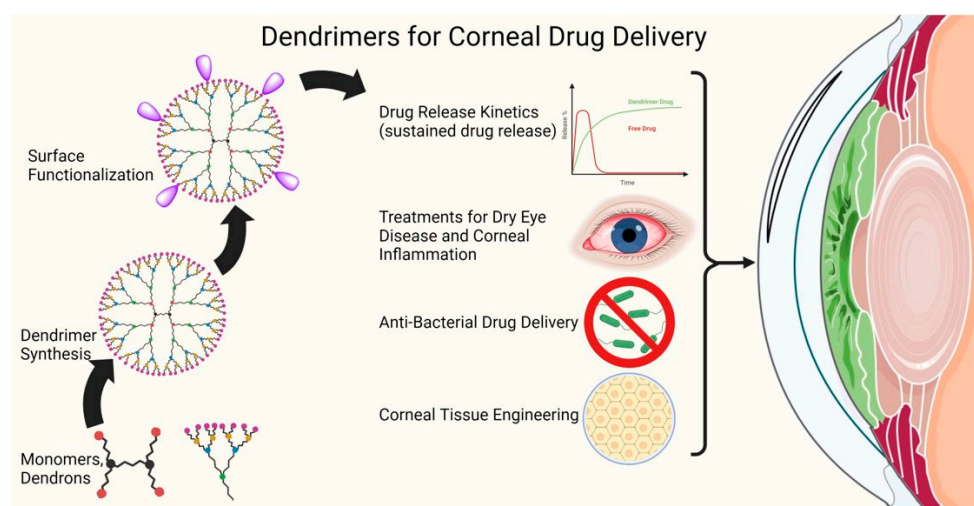 Dendrimers for Corneal Drug Delivery
Surface
Functionalization
Dendrimer
Synthesis
Monomers,
Dendrons
Drug Release Kinetics
(sustained drug release)
Release %
Dendrimer-Drug
Free Drug
Time
Treatments for Dry Eye
Disease and Corneal
Inflammation
Anti-Bacterial Drug Delivery
Corneal Tissue Engineering